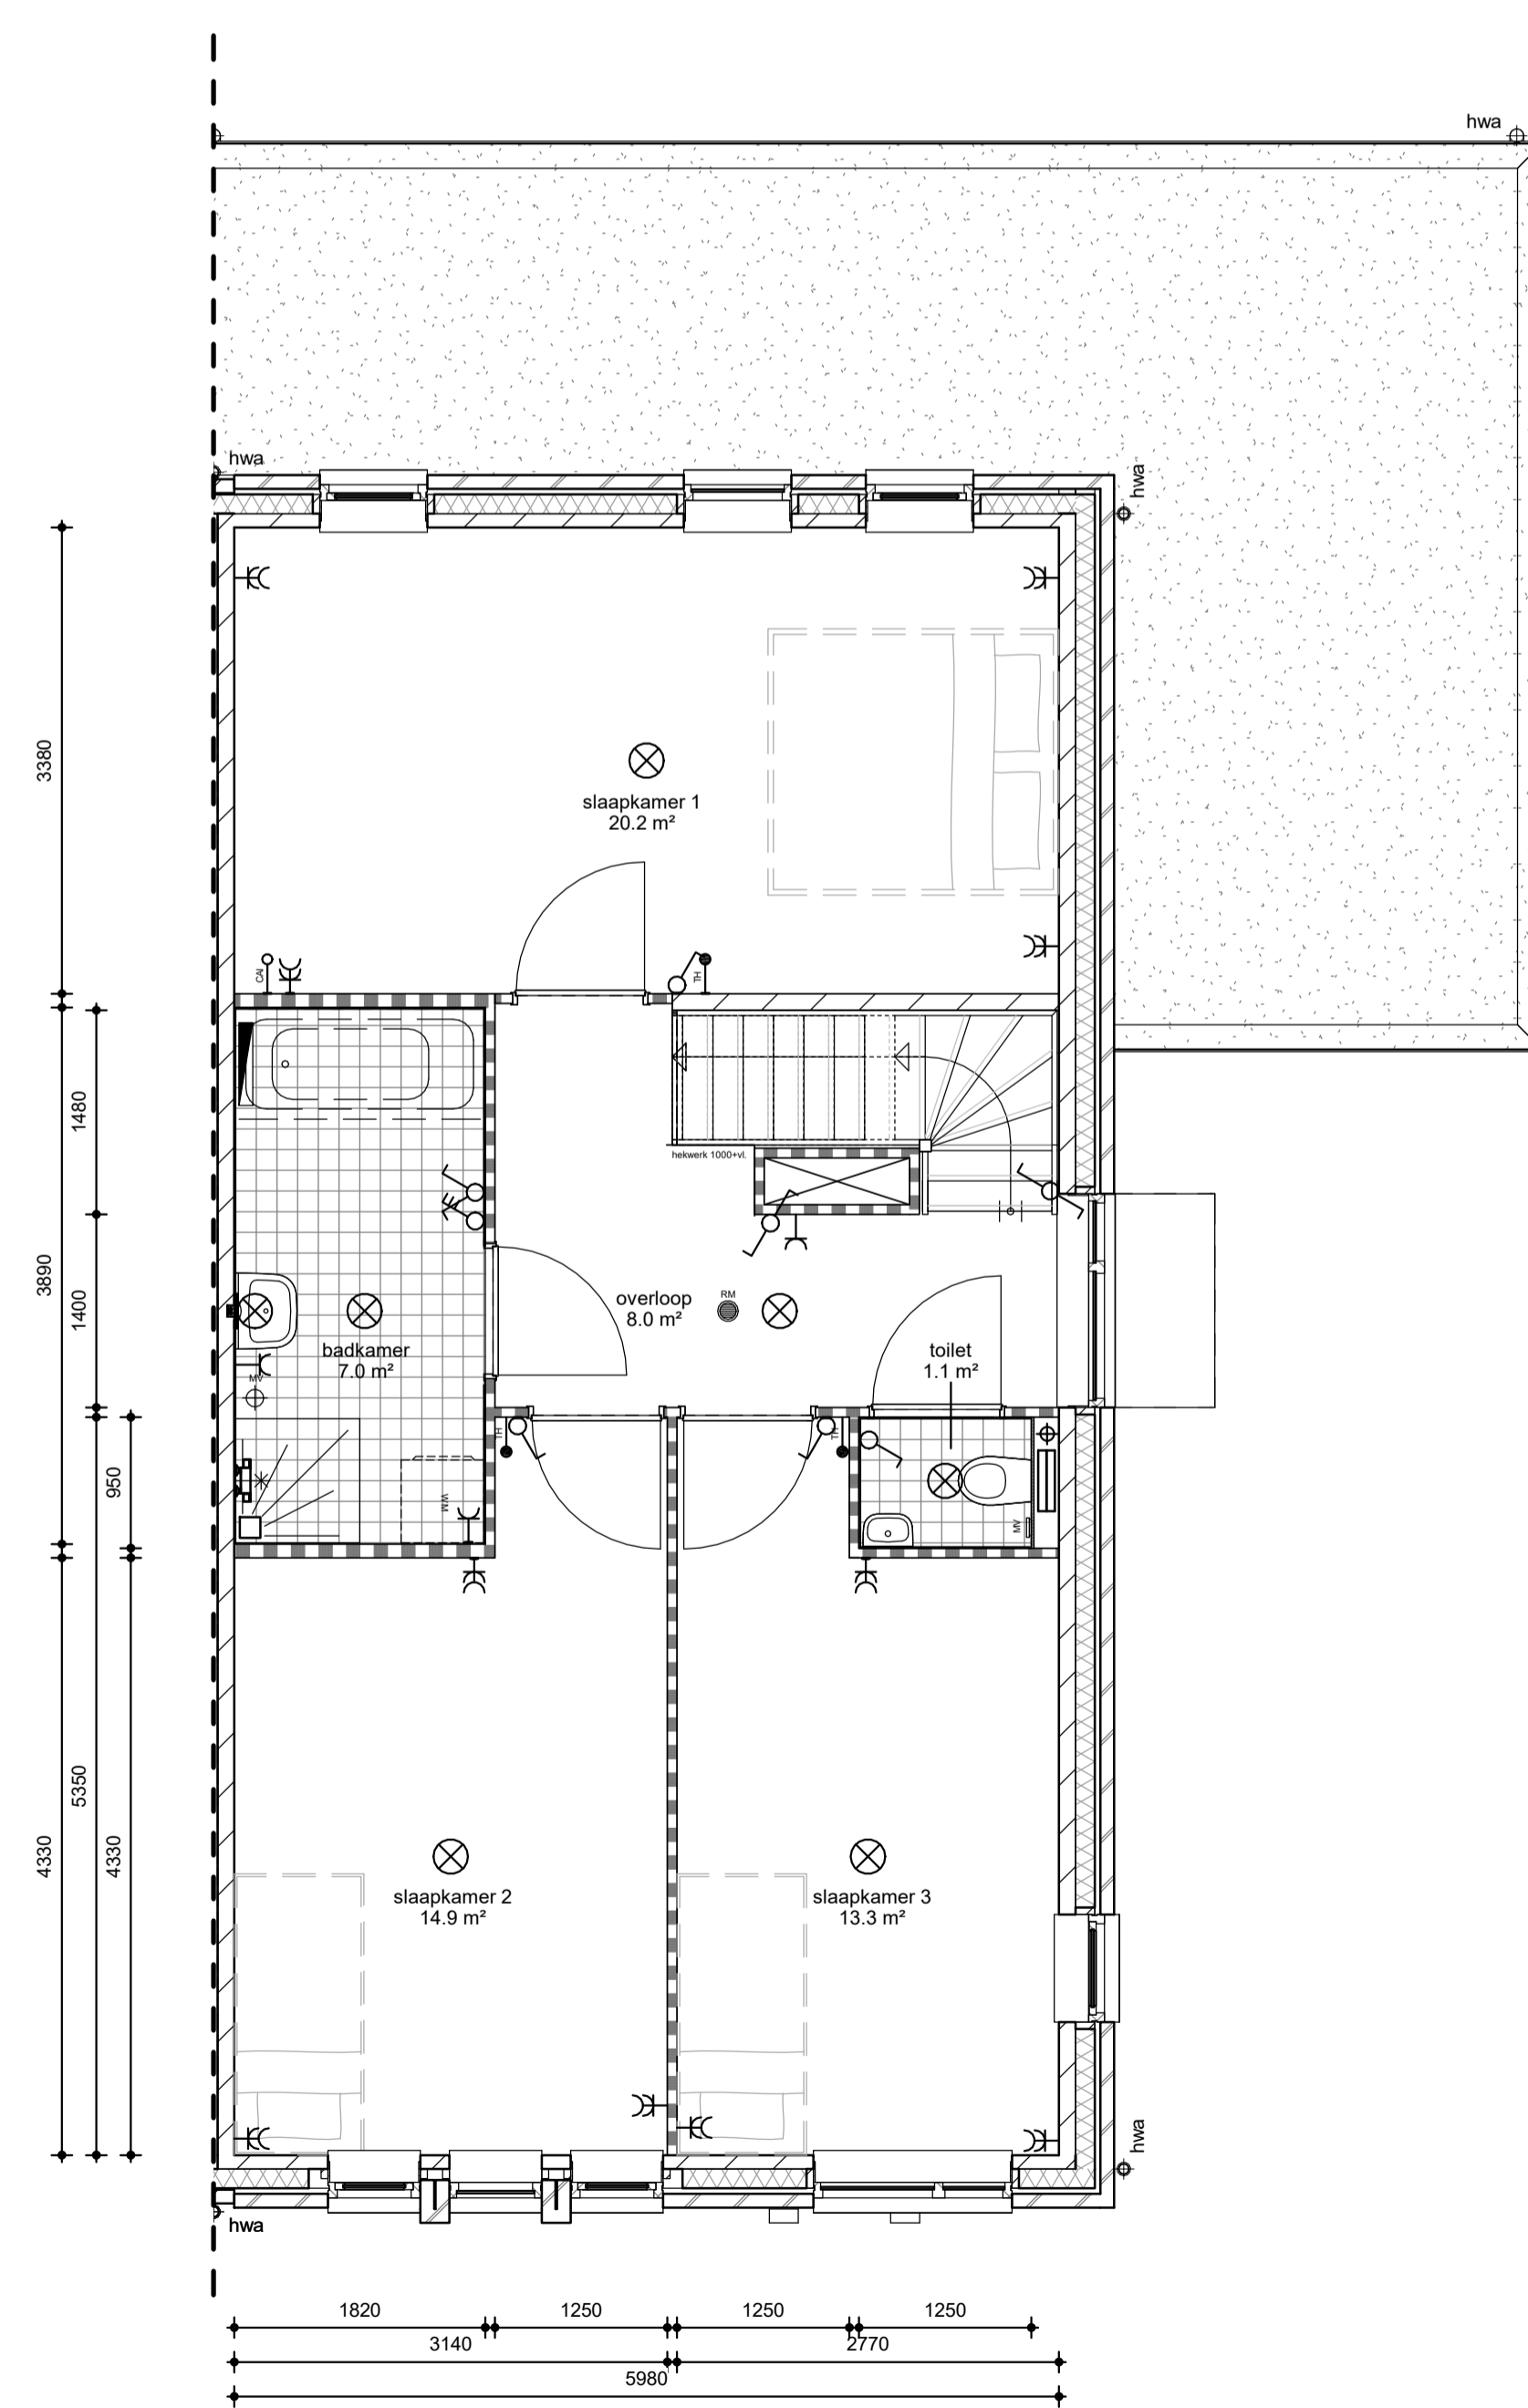 hwa
hwa
hwa
3380
slaapkamer 1
20.2 m²
CAI
TH
1480
hekwerk 1000+vl.
3890
1400
RM
overloop
8.0 m²
badkamer
7.0 m²
toilet
1.1 m²
MV
TH
TH
950
WM
MV
5350
4330
4330
slaapkamer 2
14.9 m²
slaapkamer 3
13.3 m²
hwa
hwa
1820
1250
1250
1250
3140
2770
5980